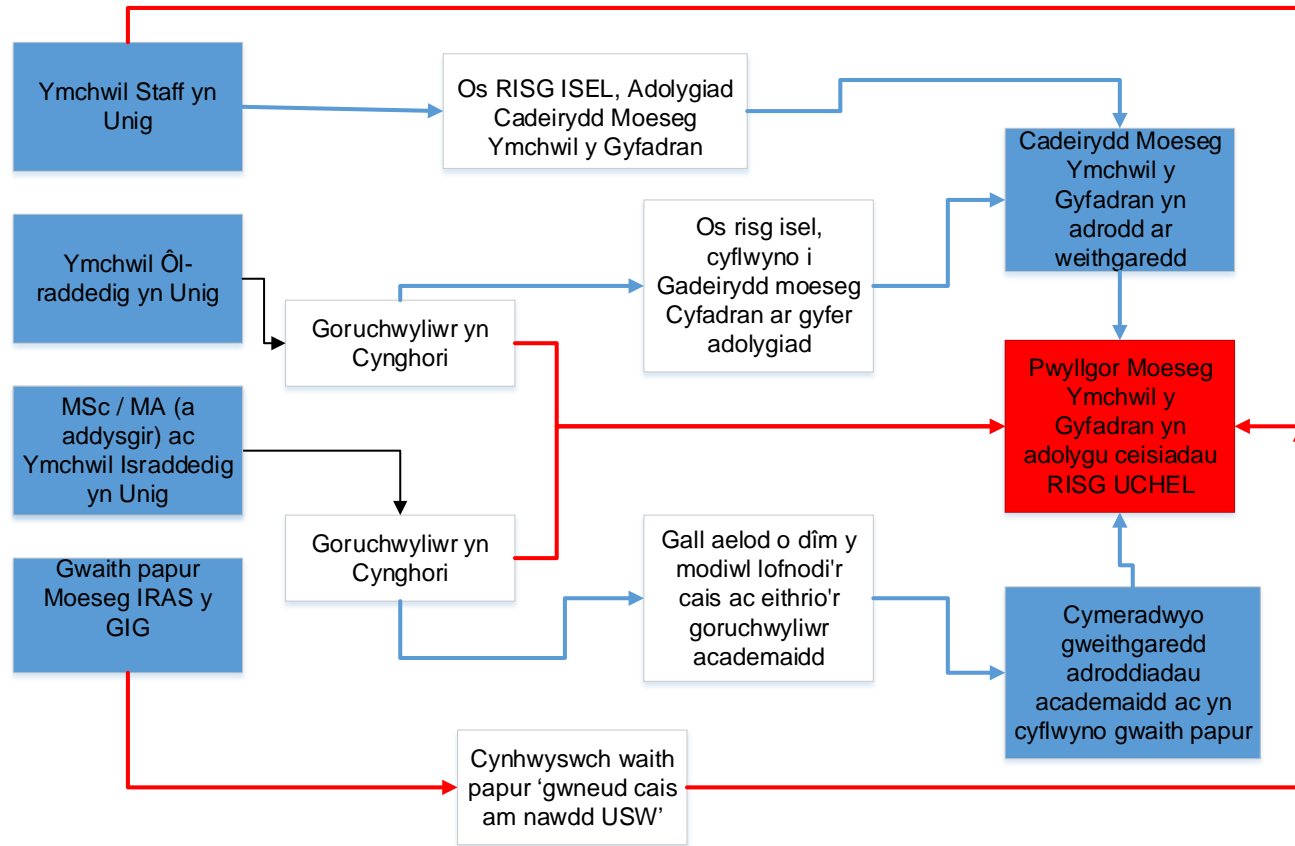 Ymchwil Staff yn
Unig
Os RISG ISEL, Adolygiad
Cadeirydd Moeseg
Ymchwil y Gyfadran
Cadeirydd Moeseg
Ymchwil y
Gyfadran yn
adrodd ar
weithgaredd
Ymchwil Ôl-
raddedig yn Unig
Goruchwyliwr yn
Cynghori
Os risg isel,
cyflwyno i
Gadeirydd moeseg
Cyfadran ar gyfer
adolygiad
MSc / MA (a
addysgir) ac
Ymchwil Israddedig
yn Unig
Pwyllgor Moeseg
Ymchwil y
Gyfadran yn
adolygu ceisiadau
RISG UCHEL
Goruchwyliwr yn
Cynghori
Gall aelod o dîm y
modiwl lofnodi'r
cais ac eithrio'r
goruchwyliwr
academaidd
Gwaith papur
Moeseg IRAS y
GIG
Cymeradwyo
gweithgaredd
adroddiadau
academaidd ac yn
cyflwyno gwaith papur
Cynhwyswch waith
papur ‘gwneud cais
am nawdd USW’